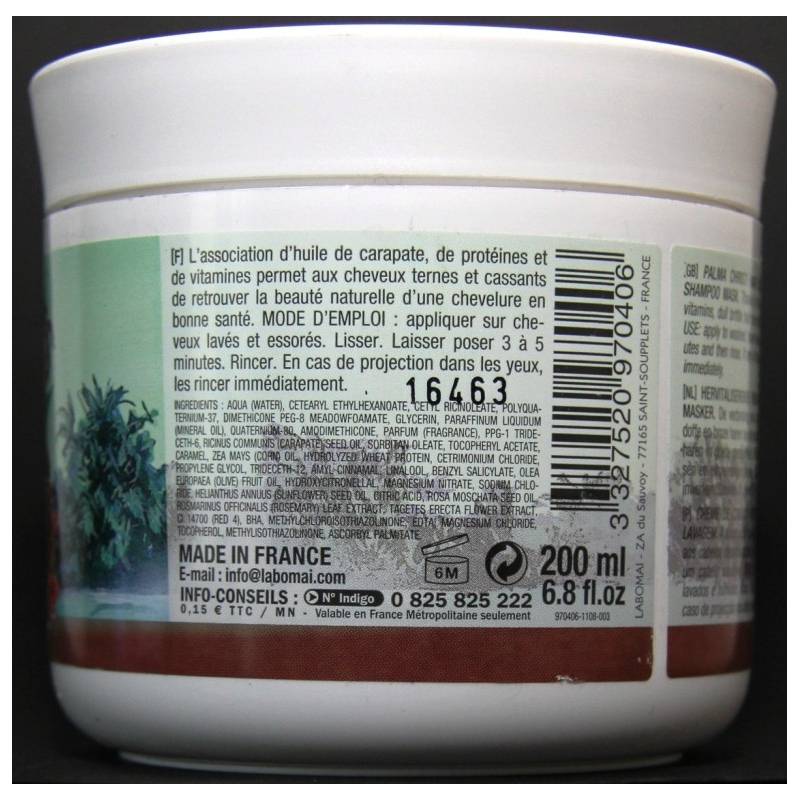 [F] L'association d'huile de carapate, de protéines et
de vitamines permet aux cheveux ternes et cassants
de retrouver la beauté naturelle d'une chevelure en
bonne santé. MODE D'EMPLOI : appliquer sur che-
veux lavés et essorés. Lisser. Laisser poser 3 à 5
minutes. Rincer. En cas de projection dans les yeux,
les rincer immédiatement.
16463
INGREDIENTS : AQUA (WATER), CETEARYL ETHYLHEXANOATE, CETYL RICINOLEATE, POLYQUA-
TERNIUM-37, DIMETHICONE PEG-8 MEADOWFOAMATE, GLYCERIN, PARAFFINUM LIQUIDUM
(MINERAL OIL), QUATERNIUM-80, AMODIMETHICONE, PARFUM (FRAGRANCE), PPG-1 TRIDE-
CETH-6, RICINUS COMMUNIS (CARAPATE) SEED OIL, SORBITAN OLEATE, TOCOPHERYL ACETATE,
CARAMEL, ZEA MAYS (CORN) OIL, HYDROLYZED WHEAT PROTEIN, CETRIMONIUM CHLORIDE,
PROPYLENE GLYCOL, TRIDECETH-12, AMYL CINNAMAL, LINALOOL, BENZYL SALICYLATE, OLEA
EUROPAEA (OLIVE) FRUIT OIL, HYDROXYCITRONELLAL, MAGNESIUM NITRATE, SODIUM CHLO-
RIDE, HELIANTHUS ANNUUS (SUNFLOWER) SEED OIL, CITRIC ACID, ROSA MOSCHATA SEED OIL,
ROSMARINUS OFFICINALIS (ROSEMARY) LEAF EXTRACT, TAGETES ERECTA FLOWER EXTRACT,
CI 14700 (RED 4), BHA, METHYLCHLOROISOTHIAZOLINONE, EDTA, MAGNESIUM CHLORIDE,
TOCOPHEROL, METHYLISOTHIAZOLINONE, ASCORBYL PALMITATE.
MADE IN FRANCE
E-mail : info@labomai.com
6M
200 ml
6.8 fl.oz
INFO-CONSEILS : N° Indigo 0 825 825 222
0,15 € TTC / MN - Valable en France Métropolitaine seulement
970406-1108-003
3 327520 970406
LABOMAI - ZA du Sauvoy - 77165 SAINT-SOUPPLETS - FRANCE
[GB] PALMA CHRISTI
SHAMPOO MASK.
vitamins, dull brittle
USE: apply to washed
utes and then rinse.
immediately.
[NL]
MASKER. De
LAVAGEM.
lavados e
caso de